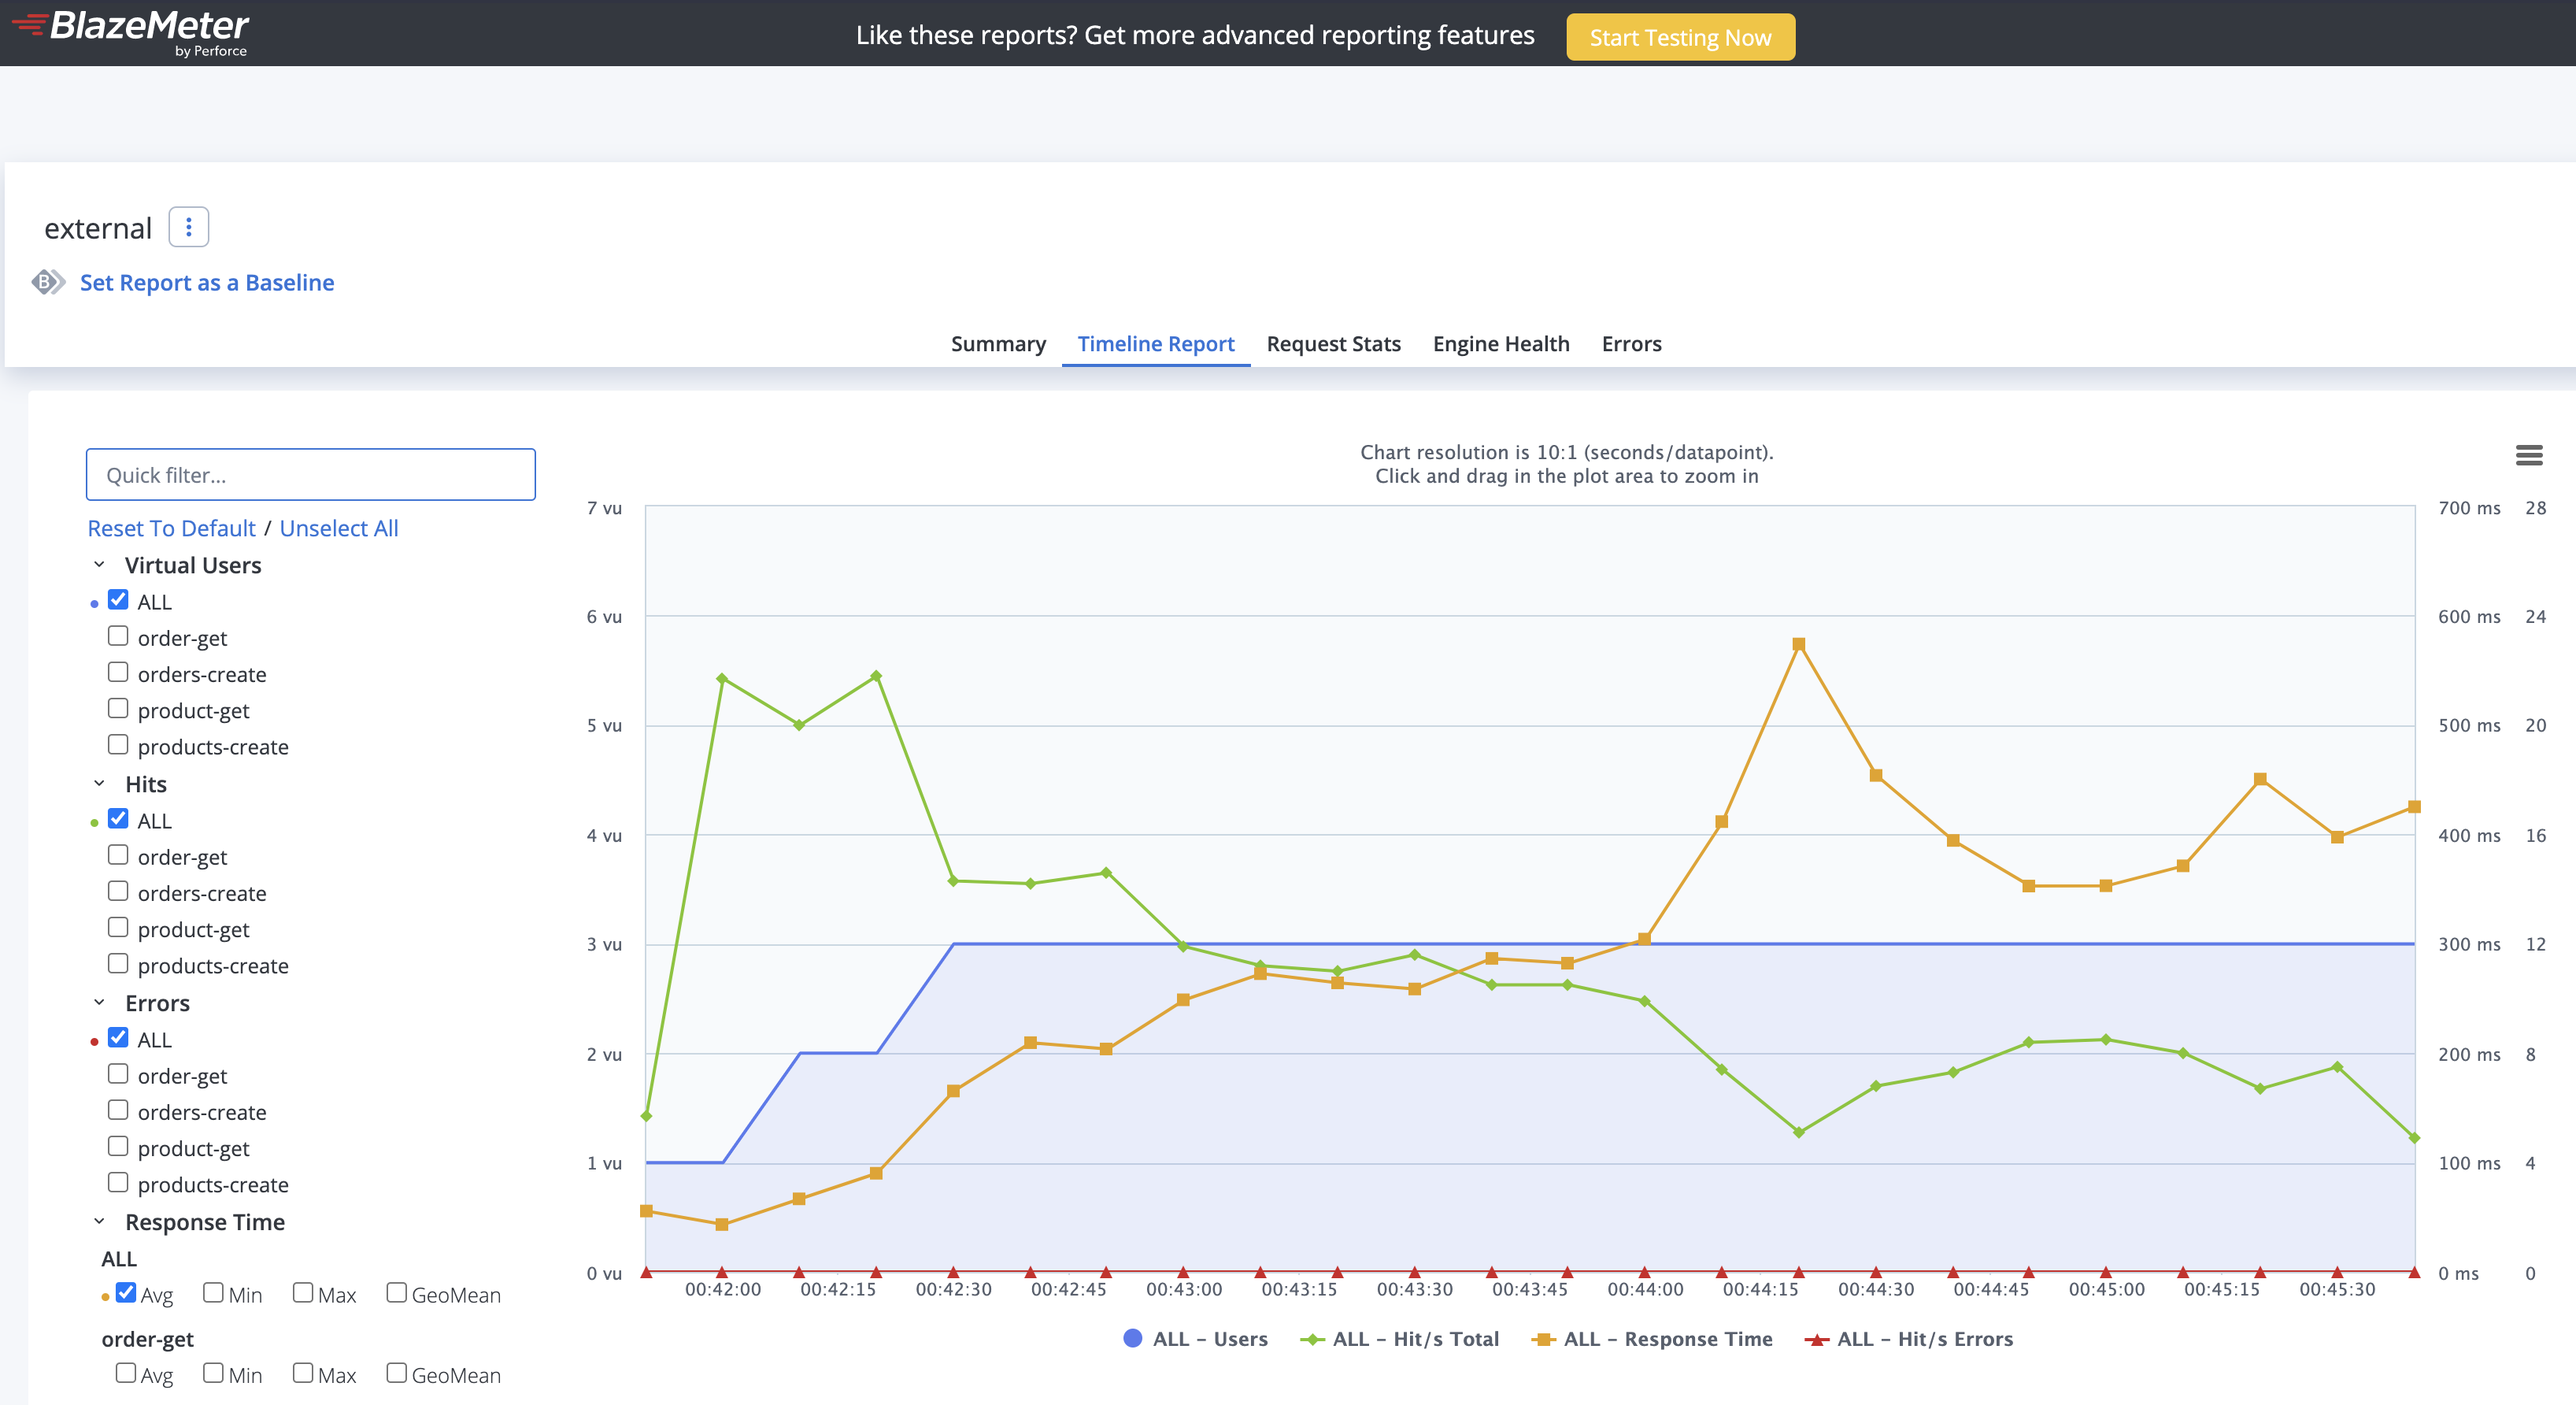 BlazeMeter
by Perforce
Like these reports? Get more advanced reporting features
Start Testing Now
external
B
Set Report as a Baseline
Summary
Timeline Report
Request Stats
Engine Health
Errors
Quick filter...
Reset To Default / Unselect All
Virtual Users
ALL
order-get
orders-create
product-get
products-create
Hits
ALL
order-get
orders-create
product-get
products-create
Errors
ALL
order-get
orders-create
product-get
products-create
Response Time
ALL
Avg Min Max GeoMean
order-get
Avg Min Max GeoMean
Chart resolution is 10:1 (seconds/datapoint).
Click and drag in the plot area to zoom in
7 vu
6 vu
5 vu
4 vu
3 vu
2 vu
1 vu
0 vu
700 ms 28
600 ms 24
500 ms 20
400 ms 16
300 ms 12
200 ms 8
100 ms 4
0 ms 0
00:42:00 00:42:15 00:42:30 00:42:45 00:43:00 00:43:15 00:43:30 00:43:45 00:44:00 00:44:15 00:44:30 00:44:45 00:45:00 00:45:15 00:45:30
ALL – Users ALL – Hit/s Total ALL – Response Time ALL – Hit/s Errors